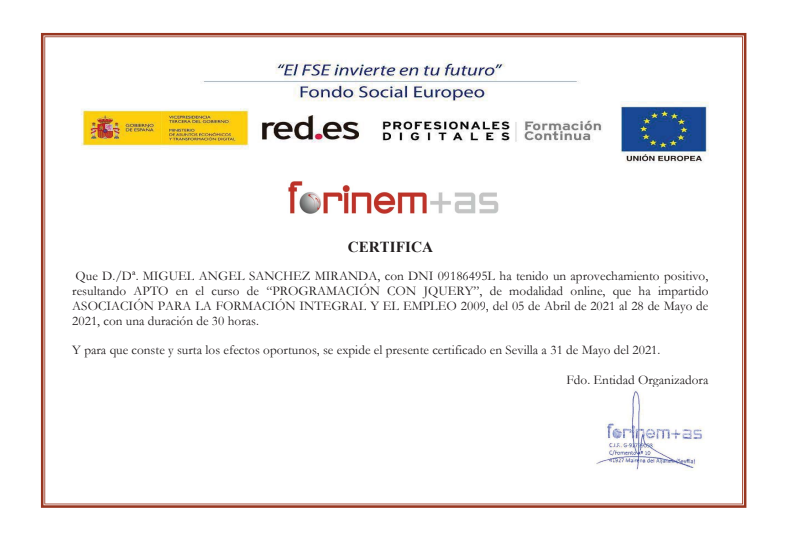 “El FSE invierte en tu futuro”
Fondo Social Europeo
GOBIERNO
DE ESPAÑA
VICEPRESIDENCIA
TERCERA DEL GOBIERNO
MINISTERIO
DE ASUNTOS ECONÓMICOS
Y TRANSFORMACIÓN DIGITAL
red.es
PROFESIONALES
DIGITALES
Formación
Continua
UNIÓN EUROPEA
forinem+as
CERTIFICA
Que D./Dª. MIGUEL ANGEL SANCHEZ MIRANDA, con DNI 09186495L ha tenido un aprovechamiento positivo,
resultando APTO en el curso de “PROGRAMACIÓN CON JQUERY”, de modalidad online, que ha impartido
ASOCIACIÓN PARA LA FORMACIÓN INTEGRAL Y EL EMPLEO 2009, del 05 de Abril de 2021 al 28 de Mayo de
2021, con una duración de 30 horas.
Y para que conste y surta los efectos oportunos, se expide el presente certificado en Sevilla a 31 de Mayo del 2021.
Fdo. Entidad Organizadora
forinem+as
C.I.F.
C/Fomento Nº 10
41927 Mairena del Aljarafe (Sevilla)